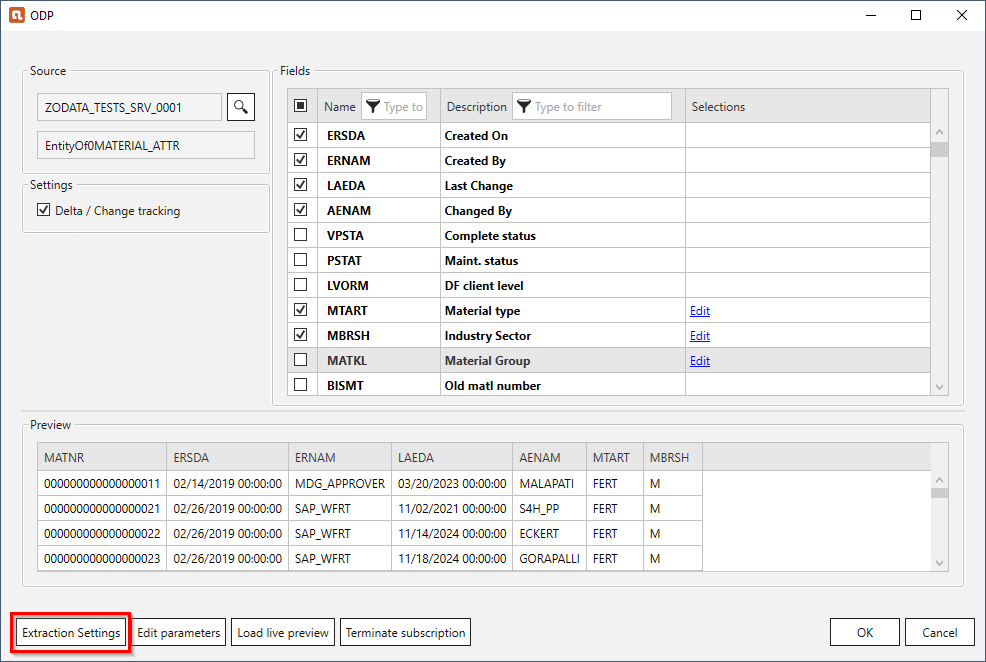 ODP
Source
ZODATA_TESTS_SRV_0001
EntityOf0MATERIAL_ATTR
Settings
Delta / Change tracking
Fields
Name Type to Description Type to filter Selections
ERSDA Created On
ERNAM Created By
LAEDA Last Change
AENAM Changed By
VPSTA Complete status
PSTAT Maint. status
LVORM DF client level
MTART Material type Edit
MBRSH Industry Sector Edit
MATKL Material Group Edit
BISMT Old matl number
Preview
MATNR ERSDA ERNAM LAEDA AENAM MTART MBRSH
000000000000000011 02/14/2019 00:00:00 MDG_APPROVER 03/20/2023 00:00:00 MALAPATI FERT M
000000000000000021 02/26/2019 00:00:00 SAP_WFRT 11/02/2021 00:00:00 S4H_PP FERT M
000000000000000022 02/26/2019 00:00:00 SAP_WFRT 11/14/2024 00:00:00 ECKERT FERT M
000000000000000023 02/26/2019 00:00:00 SAP_WFRT 11/18/2024 00:00:00 GORAPALLI FERT M
Extraction Settings Edit parameters Load live preview Terminate subscription OK Cancel